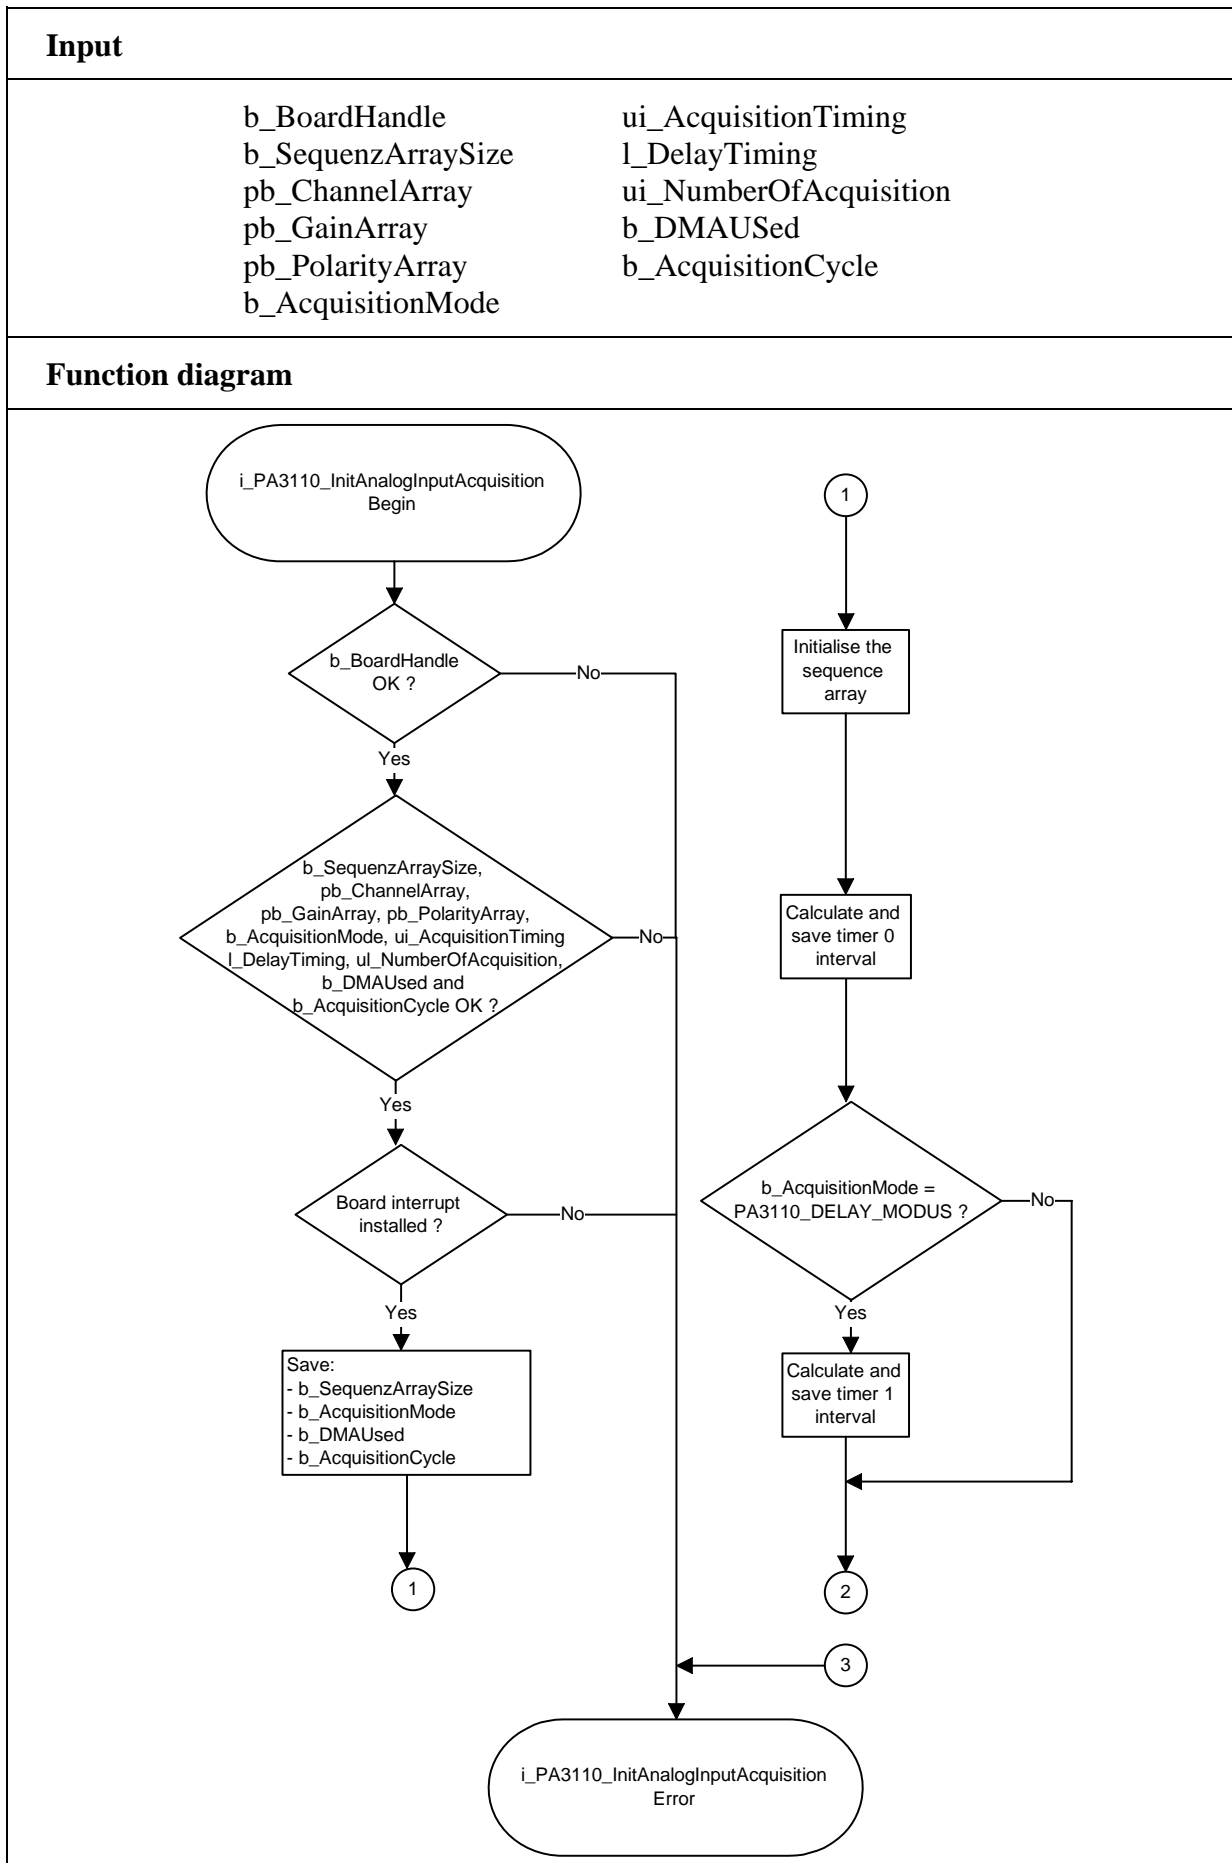 Input
b_BoardHandle
b_SequenzArraySize
pb_ChannelArray
pb_GainArray
pb_PolarityArray
b_AcquisitionMode
ui_AcquisitionTiming
l_DelayTiming
ui_NumberOfAcquisition
b_DMAUSed
b_AcquisitionCycle
Function diagram
i_PA3110_InitAnalogInputAcquisition
Begin
b_BoardHandle
OK ?
No
Yes
b_SequenzArraySize,
pb_ChannelArray,
pb_GainArray, pb_PolarityArray,
b_AcquisitionMode, ui_AcquisitionTiming
l_DelayTiming, ul_NumberOfAcquisition,
b_DMAUsed and
b_AcquisitionCycle OK ?
No
Yes
Board interrupt
installed ?
No
Yes
Save:
- b_SequenzArraySize
- b_AcquisitionMode
- b_DMAUsed
- b_AcquisitionCycle
1
1
Initialise the
sequence
array
Calculate and
save timer 0
interval
b_AcquisitionMode =
PA3110_DELAY_MODUS ?
No
Yes
Calculate and
save timer 1
interval
2
3
i_PA3110_InitAnalogInputAcquisition
Error